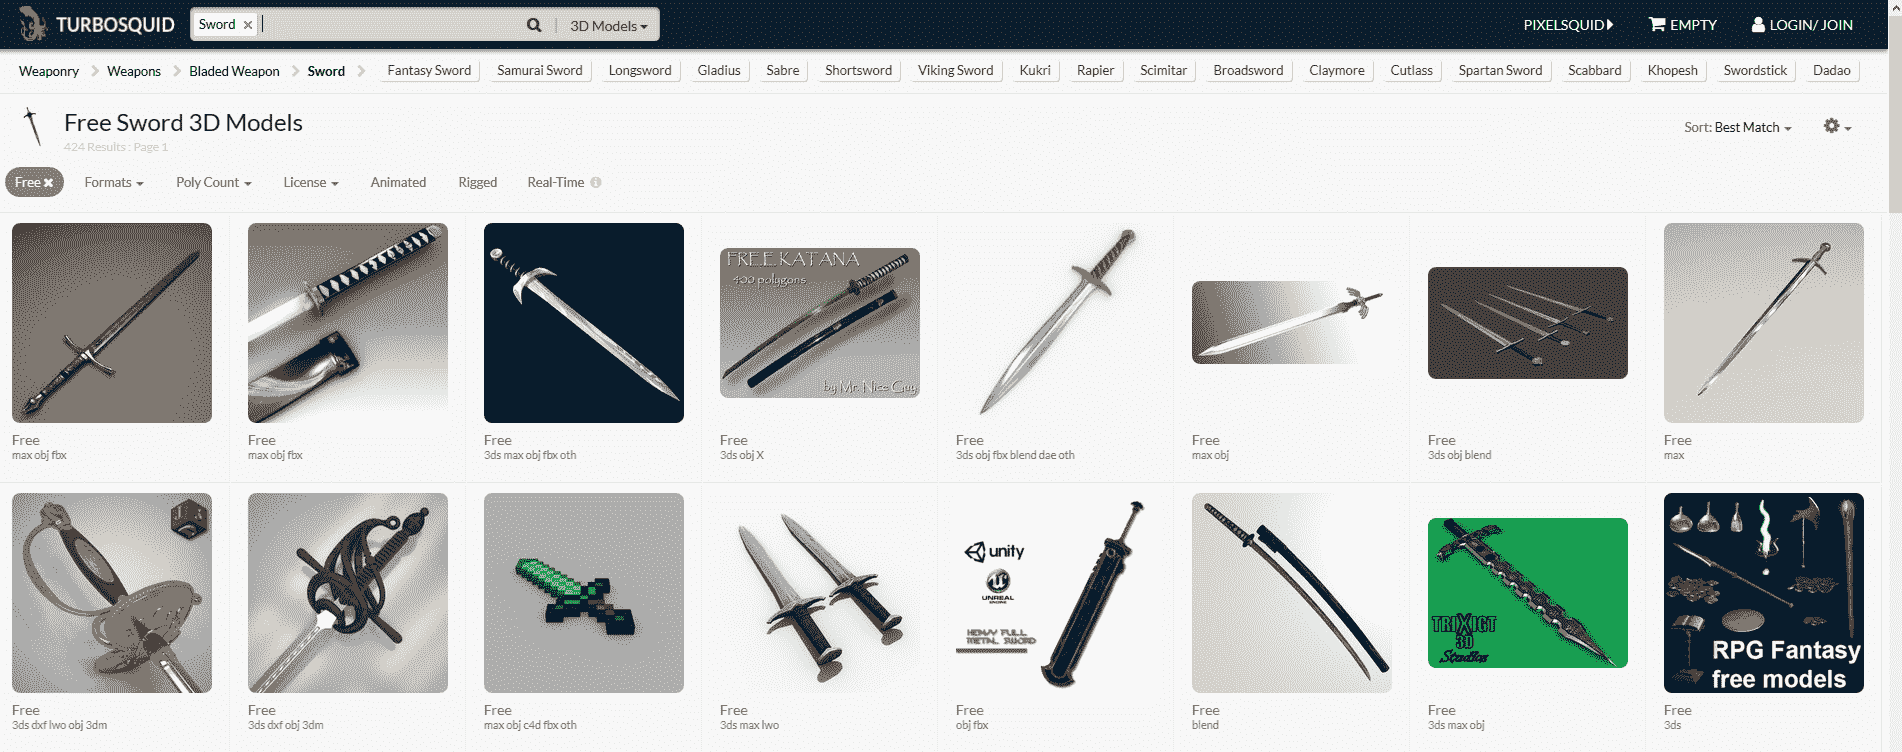 TURBOSQUID
Sword ×
3D Models
PIXELSQUID
EMPTY
LOGIN/ JOIN
Weaponry
Weapons
Bladed Weapon
Sword
Fantasy Sword
Samurai Sword
Longsword
Gladius
Sabre
Shortsword
Viking Sword
Kukri
Rapier
Scimitar
Broadsword
Claymore
Cutlass
Spartan Sword
Scabbard
Khopesh
Swordstick
Dadao
Free Sword 3D Models
424 Results : Page 1
Sort: Best Match
Free ×
Formats
Poly Count
License
Animated
Rigged
Real-Time
FREE KATANA
400 polygons
by Mr. Nice Guy
Free
max obj fbx
Free
max obj fbx
Free
3ds max obj fbx oth
Free
3ds obj X
Free
3ds obj fbx blend dae oth
Free
max obj
Free
3ds obj blend
Free
max
unity
UNREAL
ENGINE
HEAVY FULL
METAL SWORD
TRIXICT
3D
Studios
RPG Fantasy
free models
Free
3ds dxf lwo obj 3dm
Free
3ds dxf obj 3dm
Free
max obj c4d fbx oth
Free
3ds max lwo
Free
obj fbx
Free
blend
Free
3ds max obj
Free
3ds